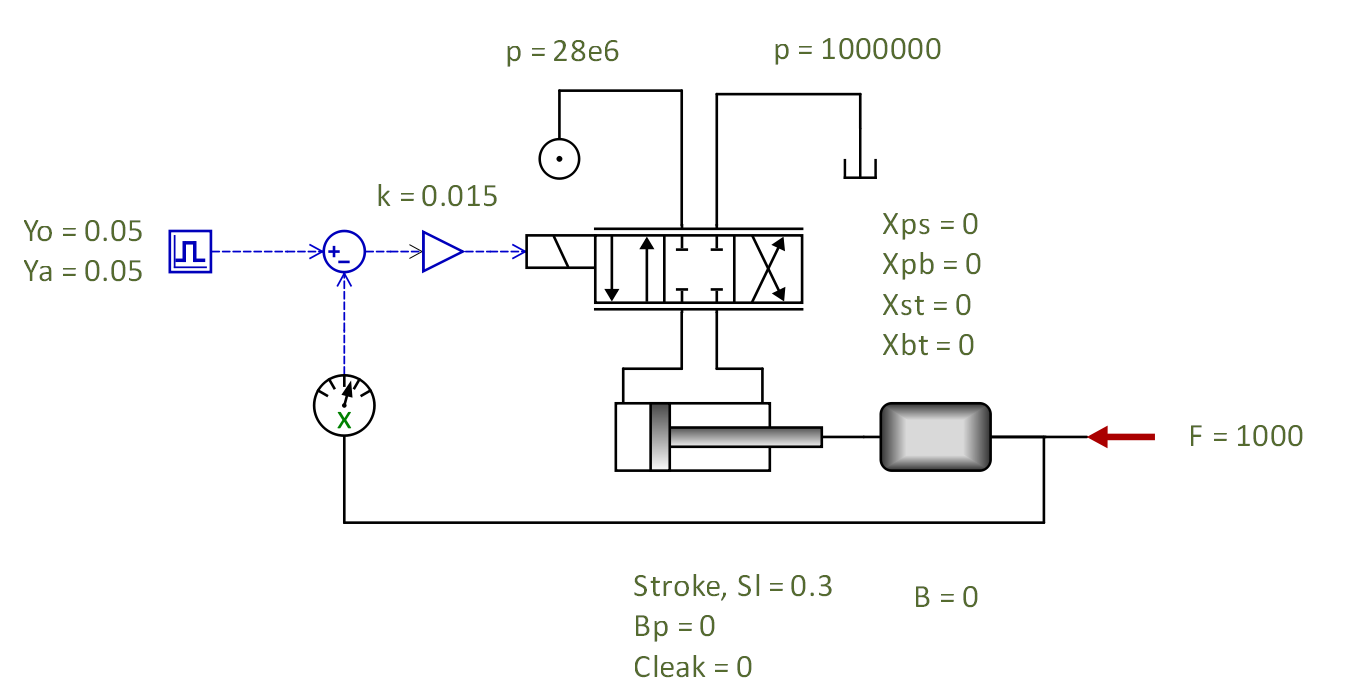 p = 28e6
p = 1000000
k = 0.015
Yo = 0.05
Ya = 0.05
Xps = 0
Xpb = 0
Xst = 0
Xbt = 0
X
F = 1000
Stroke, Sl = 0.3
Bp = 0
Cleak = 0
B = 0